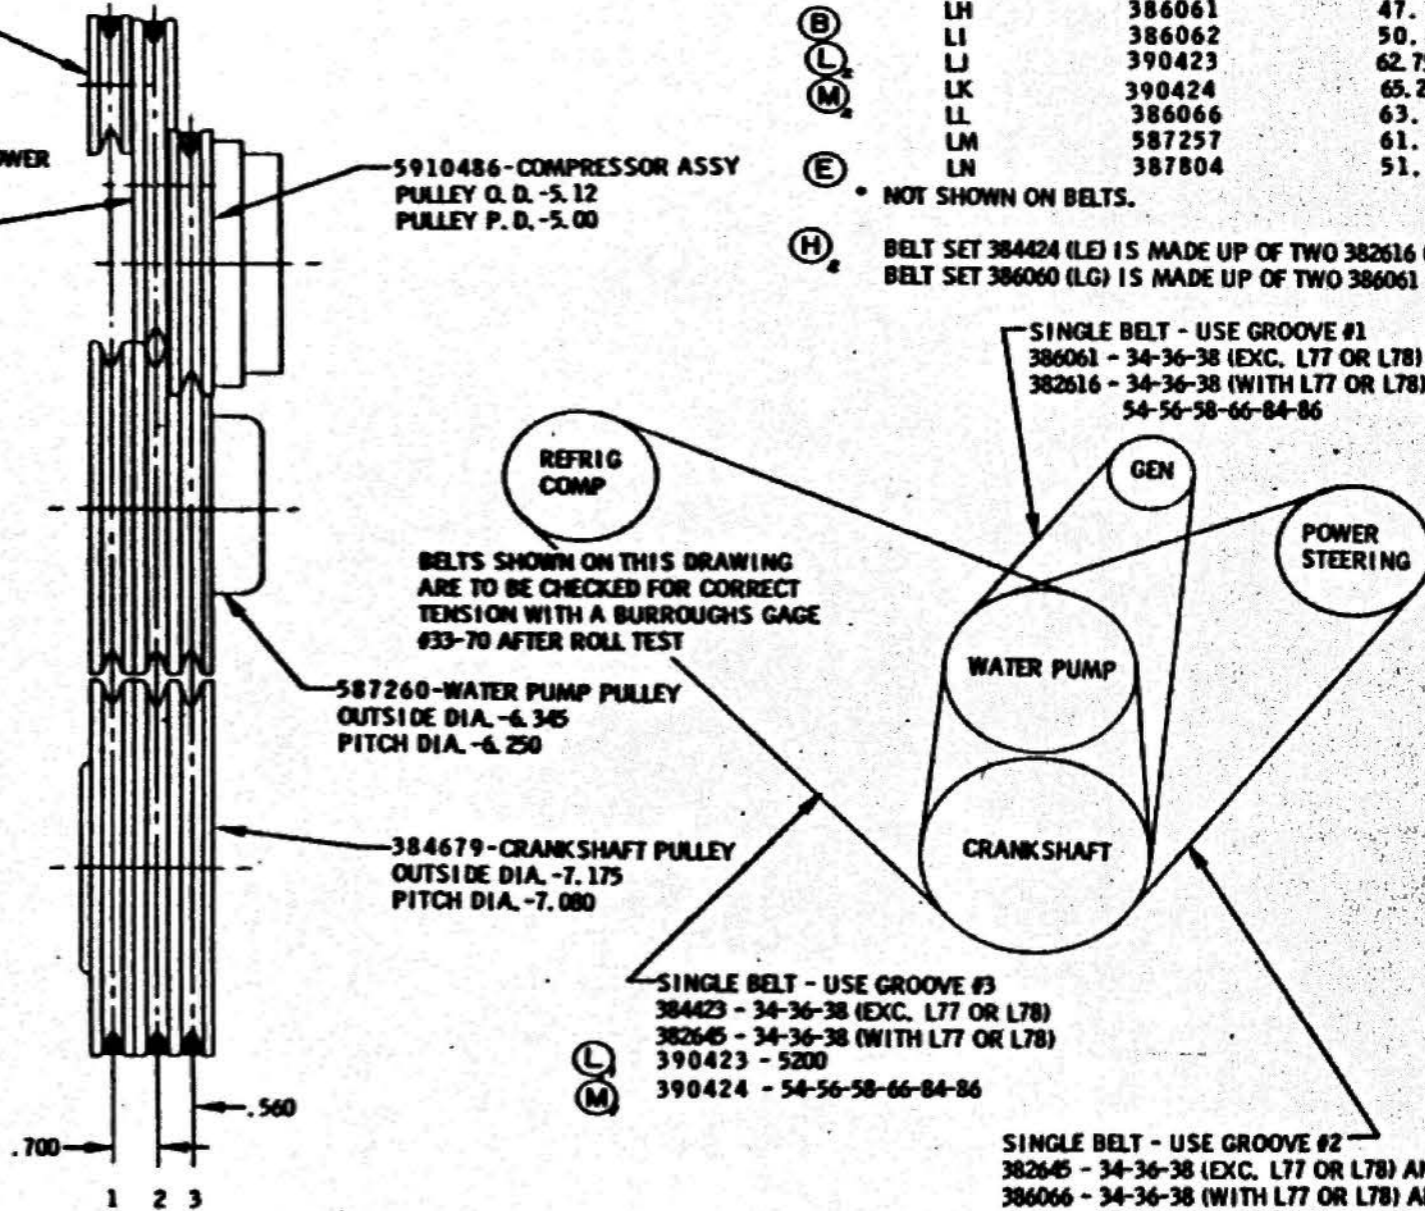 LH 386061 47.
B
LI 386062 50.
L2 LJ 390423 62.75
M2 LK 390424 65.2
LL 386066 63.
LM 587257 61.
E LN 387804 51.
* NOT SHOWN ON BELTS.
H2 BELT SET 384424 (LE) IS MADE UP OF TWO 382616 (
BELT SET 386060 (LG) IS MADE UP OF TWO 386061
OWER
5910486-COMPRESSOR ASSY
PULLEY O. D. -5.12
PULLEY P. D. -5.00
SINGLE BELT - USE GROOVE #1
386061 - 34-36-38 (EXC. L77 OR L78)
382616 - 34-36-38 (WITH L77 OR L78)
54-56-58-66-84-86
REFRIG
COMP
GEN
POWER
STEERING
BELTS SHOWN ON THIS DRAWING
ARE TO BE CHECKED FOR CORRECT
TENSION WITH A BURROUGHS GAGE
#33-70 AFTER ROLL TEST
WATER PUMP
587260-WATER PUMP PULLEY
OUTSIDE DIA. -6.345
PITCH DIA. -6.250
384679-CRANKSHAFT PULLEY
OUTSIDE DIA. -7.175
PITCH DIA. -7.080
CRANKSHAFT
SINGLE BELT - USE GROOVE #3
384423 - 34-36-38 (EXC. L77 OR L78)
382645 - 34-36-38 (WITH L77 OR L78)
L 390423 - 5200
M 390424 - 54-56-58-66-84-86
.560
.700
1 2 3
SINGLE BELT - USE GROOVE #2
382645 - 34-36-38 (EXC. L77 OR L78)
386066 - 34-36-38 (WITH L77 OR L78)